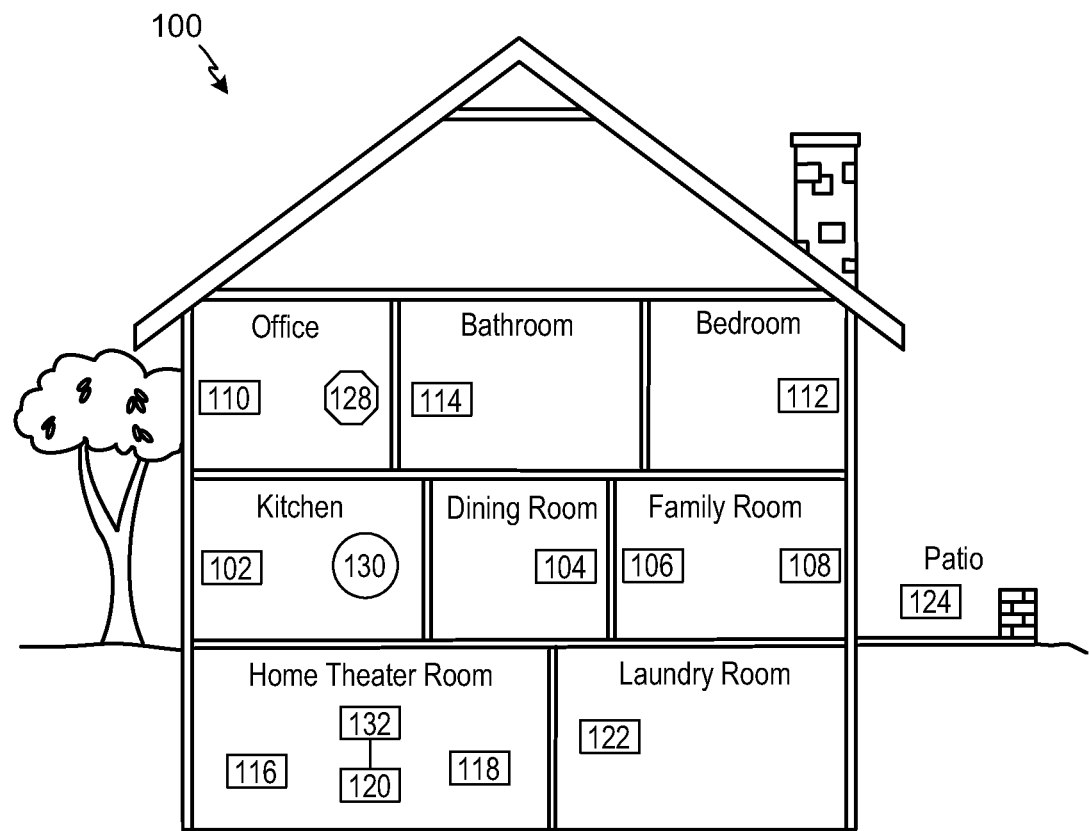 100
Office
Bathroom
Bedroom
110
128
114
112
Kitchen
Dining Room
Family Room
102
130
104
106
108
Patio
124
Home Theater Room
Laundry Room
132
122
116
120
118